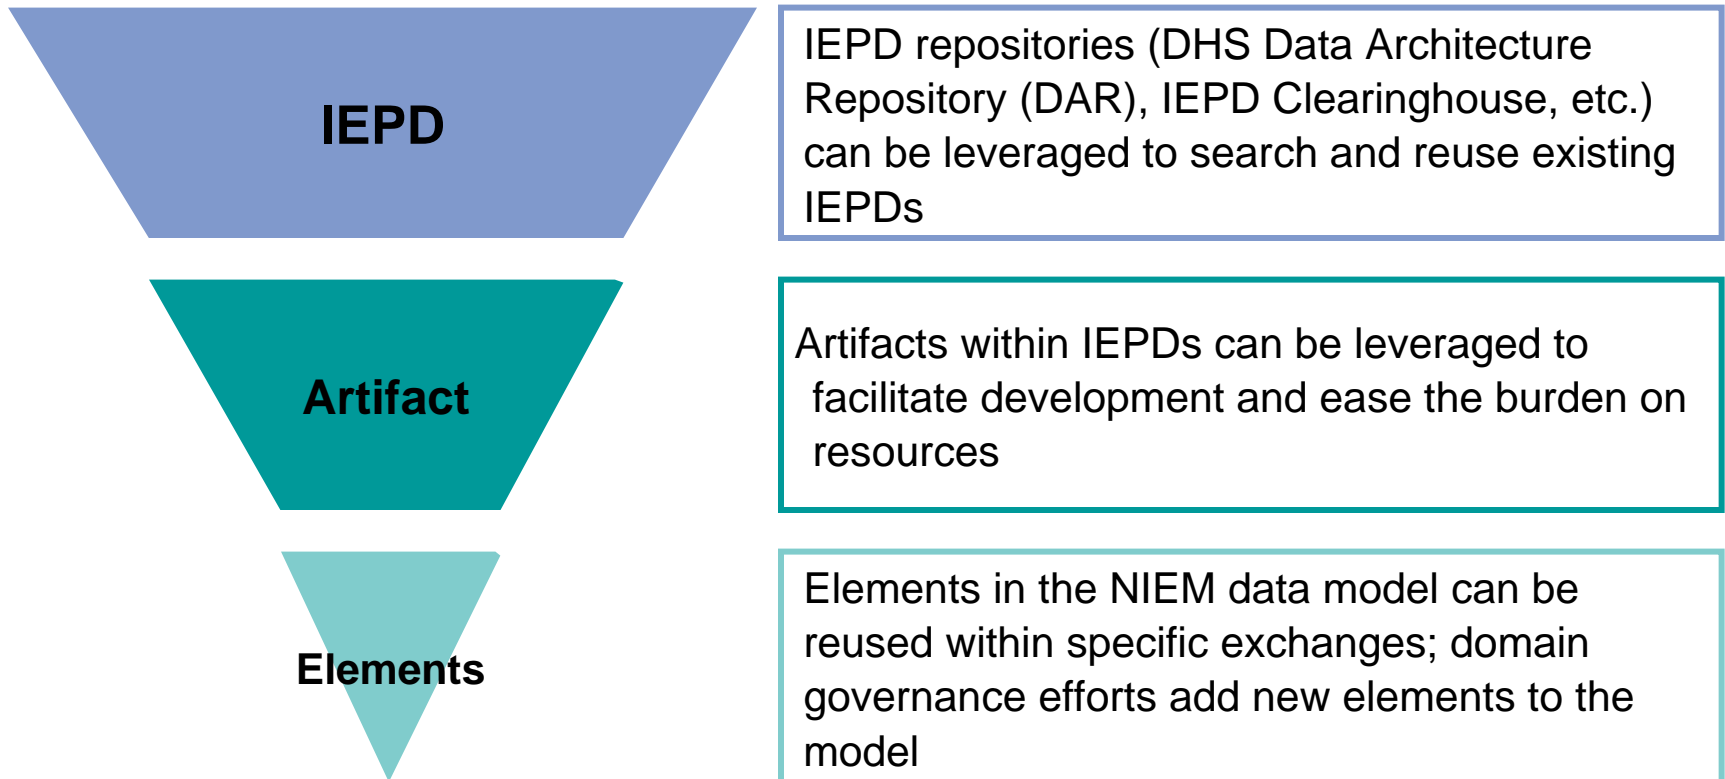 IEPD
IEPD repositories (DHS Data Architecture
Repository (DAR), IEPD Clearinghouse, etc.)
can be leveraged to search and reuse existing
IEPDs
Artifact
Artifacts within IEPDs can be leveraged to
facilitate development and ease the burden on
resources
Elements
Elements in the NIEM data model can be
reused within specific exchanges; domain
governance efforts add new elements to the
model